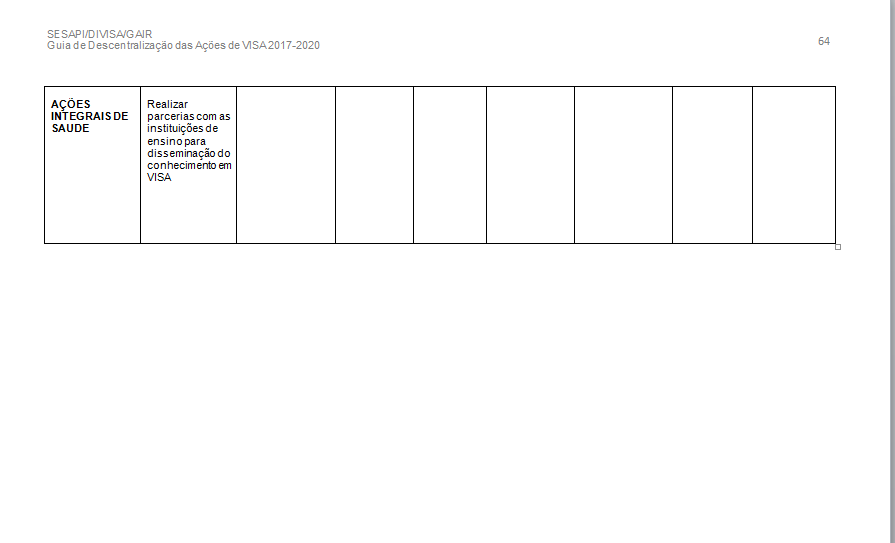 SESAPI/DIVISA/GAIR
Guia de Descentralização das Ações de VISA 2017-2020
64
AÇÕES
INTEGRAIS DE
SAUDE
Realizar
parcerias com as
instituições de
ensino para
disseminação do
conhecimento em
VISA